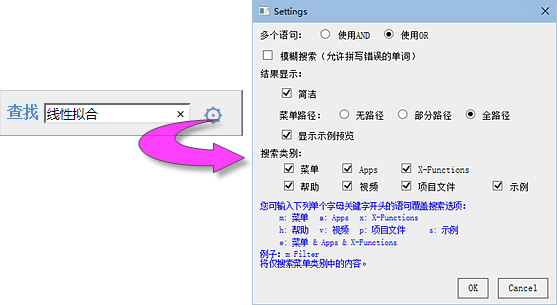 查找 线性拟合 ×
Settings
多个语句: 使用AND 使用OR
模糊搜索(允许拼写错误的单词)
结果显示:
简洁
菜单路径: 无路径 部分路径 全路径
显示示例预览
搜索类别:
菜单 Apps X-Functions
帮助 视频 项目文件 示例
您可输入下列单个字母关键字开头的语句覆盖搜索选项:
m: 菜单 a: Apps x: X-Functions
h: 帮助 v: 视频 p: 项目文件 s: 示例
e: 菜单 & Apps & X-Functions
例子: m Filter
将仅搜索菜单类别中的内容。
OK Cancel